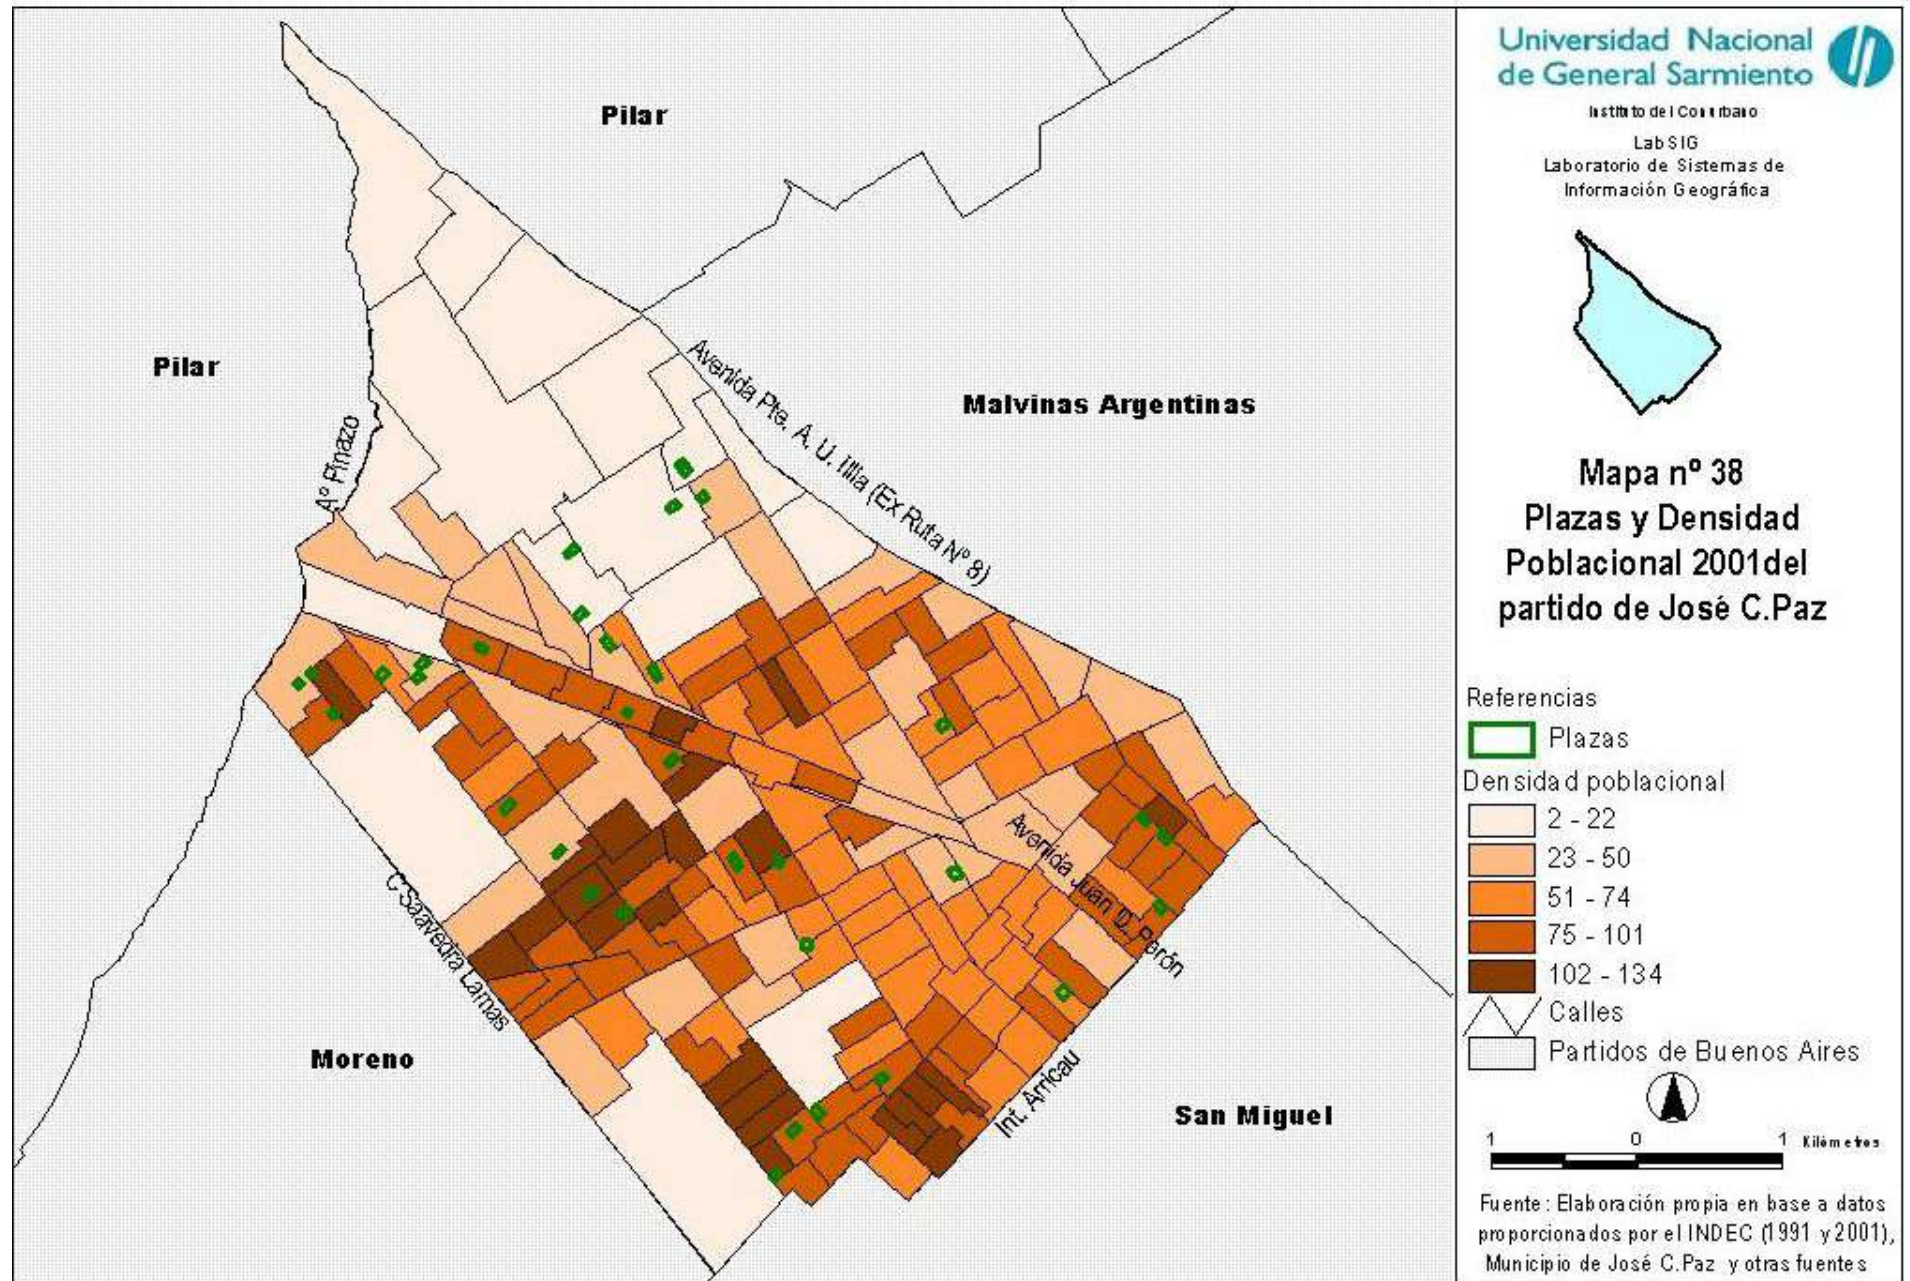 Pilar
Pilar
Malvinas Argentinas
Moreno
San Miguel
Avenida Pte. A. U. Illia (Ex Ruta Nº 8)
Aº Pinazo
C Saavedra Lamas
Avenida Juan D. Perón
Int. Arricau
Universidad Nacional
de General Sarmiento
Instituto del Conurbano
LabSIG
Laboratorio de Sistemas de
Información Geográfica
Mapa nº 38
Plazas y Densidad
Poblacional 2001del
partido de José C.Paz
Referencias
Plazas
Densidad poblacional
2 - 22
23 - 50
51 - 74
75 - 101
102 - 134
Calles
Partidos de Buenos Aires
1 0 1 Kilómetros
Fuente: Elaboración propia en base a datos
proporcionados por el INDEC (1991 y 2001),
Municipio de José C.Paz y otras fuentes